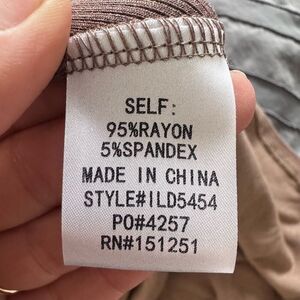 SELF:
95%RAYON
5%SPANDEX
MADE IN CHINA
STYLE#ILD5454
PO#4257
RN#151251